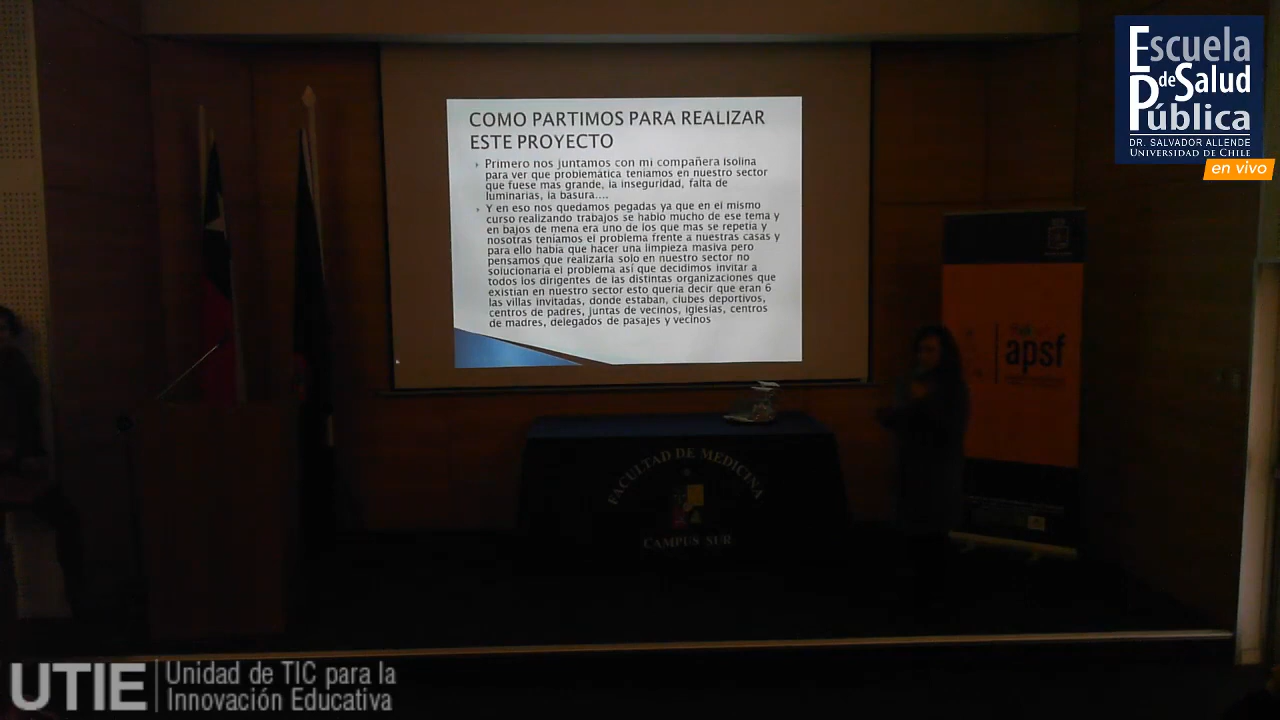 Escuela
de Salud
Pública
DR. SALVADOR ALLENDE
UNIVERSIDAD DE CHILE
en vivo
COMO PARTIMOS PARA REALIZAR
ESTE PROYECTO
Primero nos juntamos con mi compañera Isolina
para ver que problemática teníamos en nuestro sector
que fuese mas grande, la inseguridad, falta de
luminarias, la basura....
Y en eso nos quedamos pegadas ya que en el mismo
curso realizando trabajos se hablo mucho de ese tema y
en bajos de mena era uno de los que mas se repetía y
nosotras teníamos el problema frente a nuestras casas y
para ello había que hacer una limpieza masiva pero
pensamos que realizarla solo en nuestro sector no
solucionaría el problema así que decidimos invitar a
todos los dirigentes de las distintas organizaciones que
existían en nuestro sector esto quería decir que eran 6
las villas invitadas, donde estaban, clubes deportivos,
centros de padres, juntas de vecinos, iglesias, centros
de madres, delegados de pasajes y vecinos
apsf
FACULTAD DE MEDICINA
CAMPUS SUR
UTIE
Unidad de TIC para la
Innovación Educativa